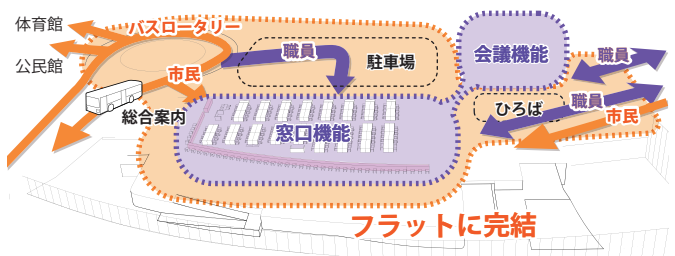 体育館
バスロータリー
公民館
市民
職員
駐車場
会議機能
職員
総合案内
窓口機能
ひろば
職員
市民
フラットに完結